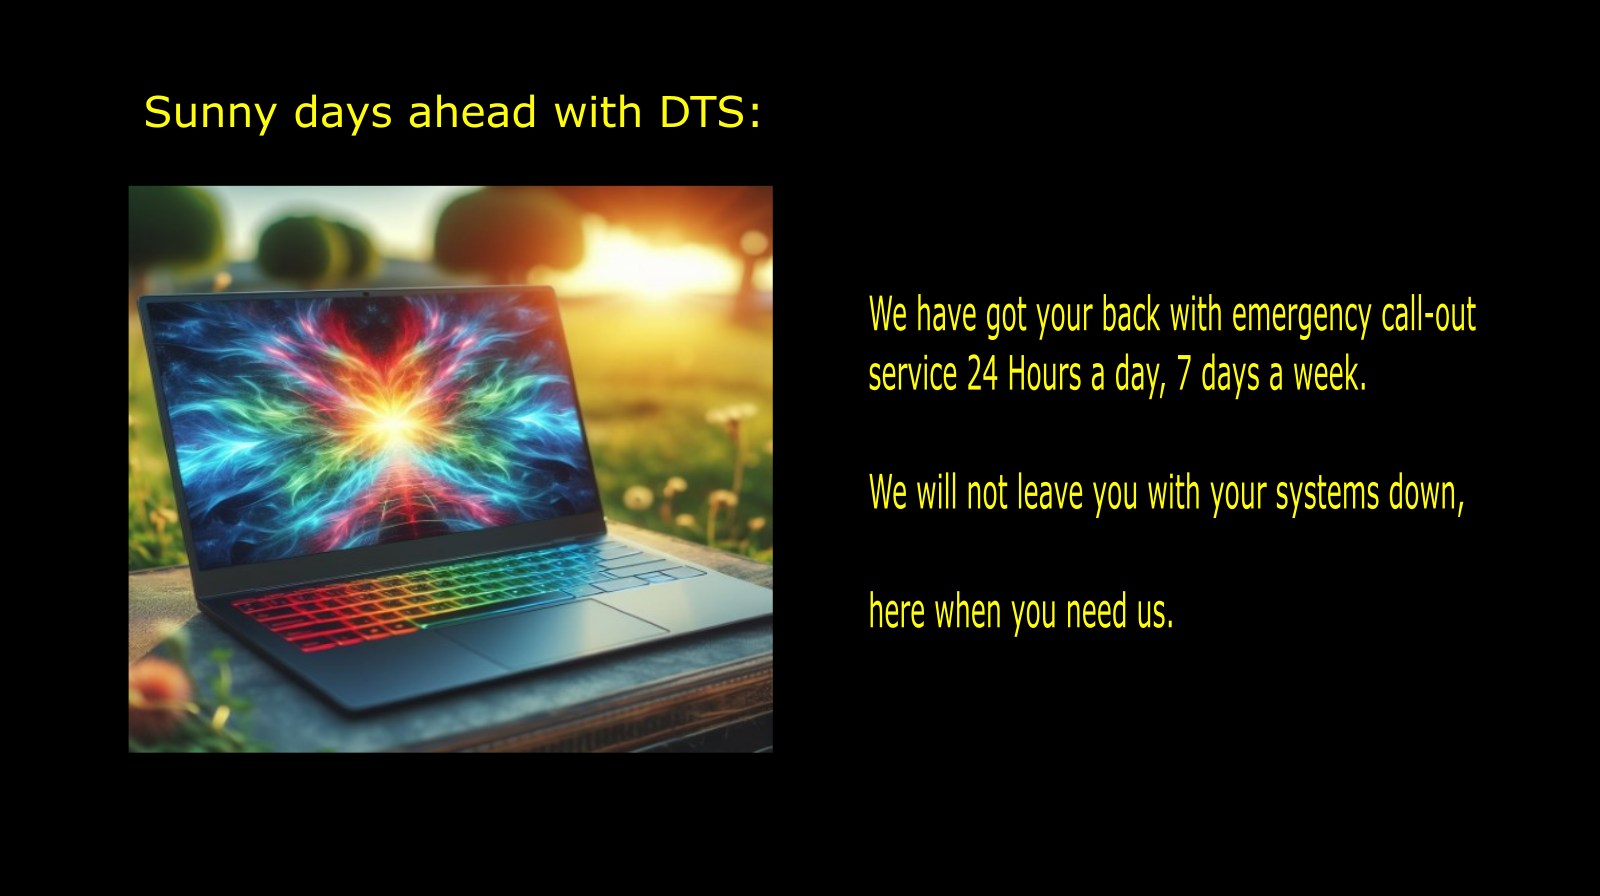 Sunny days ahead with DTS:
We have got your back with emergency call-out
service 24 Hours a day, 7 days a week.
We will not leave you with your systems down,
here when you need us.